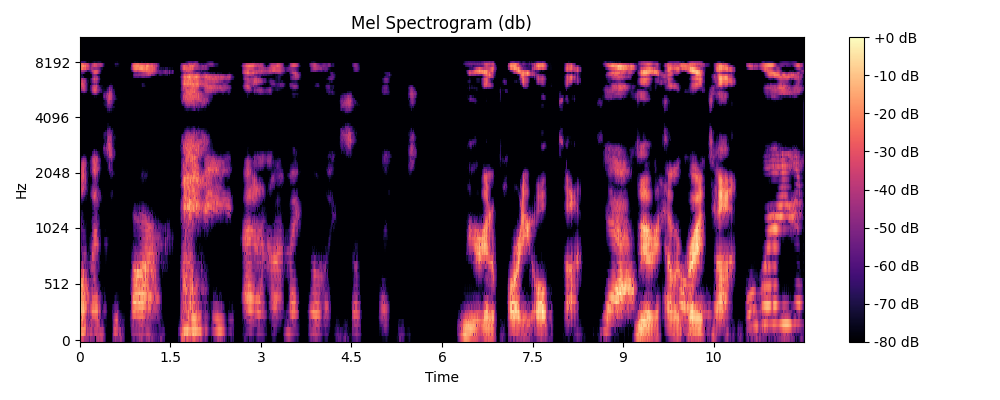 Mel Spectrogram (db)
Hz
8192
4096
2048
1024
512
0
0 1.5 3 4.5 6 7.5 9 10
Time
+0 dB
-10 dB
-20 dB
-30 dB
-40 dB
-50 dB
-60 dB
-70 dB
-80 dB